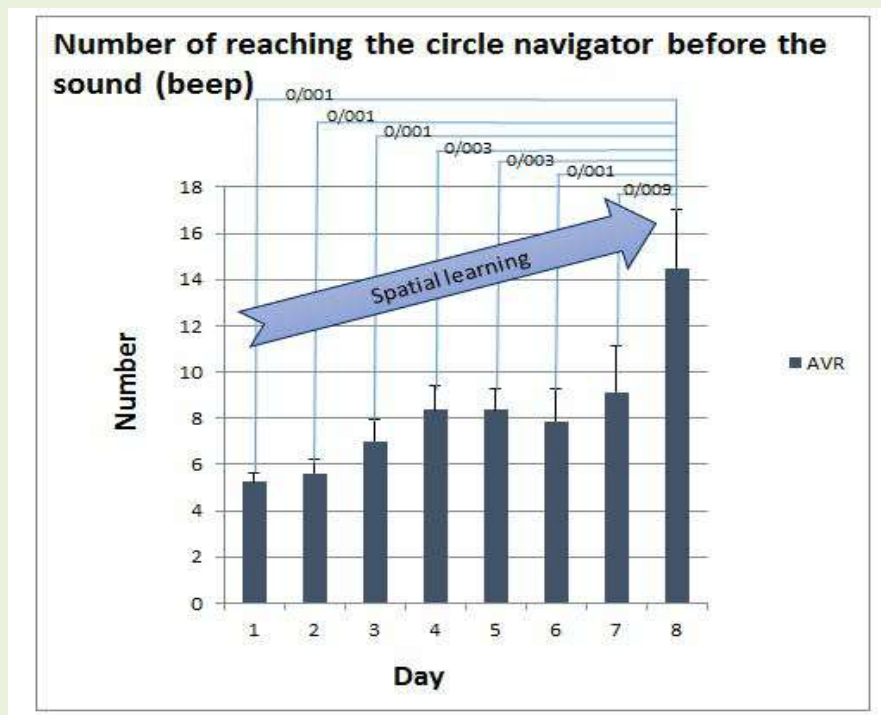 Number of reaching the circle navigator before the
sound (beep)
0/001
0/001
0/001
0/003
0/003
0/001
0/009
18
16
14
12
10
8
6
4
2
0
Number
Spatial learning
AVR
1 2 3 4 5 6 7 8
Day